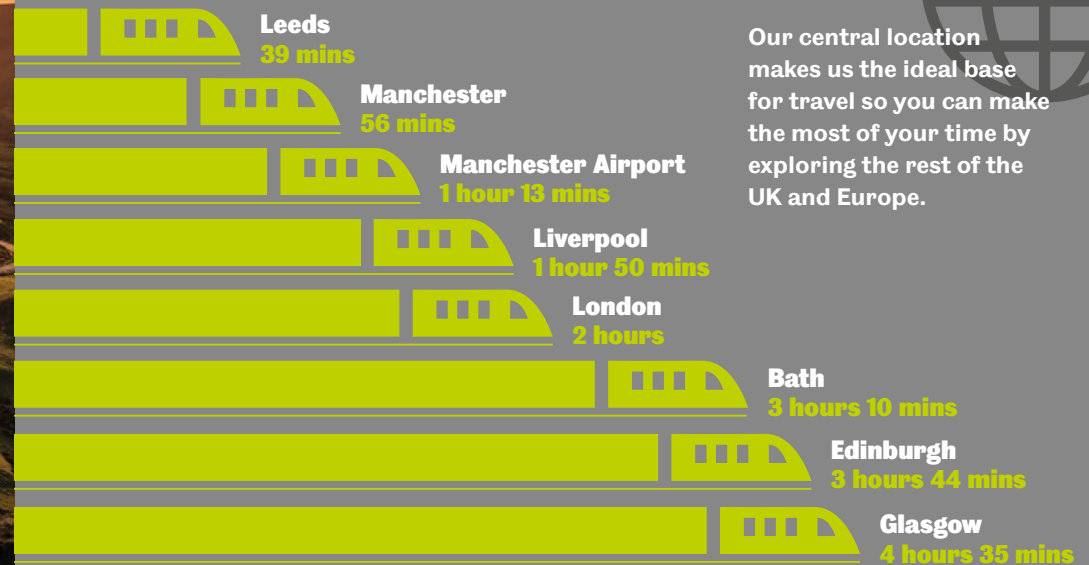 Leeds
39 mins
Manchester
56 mins
Manchester Airport
1 hour 13 mins
Liverpool
1 hour 50 mins
London
2 hours
Bath
3 hours 10 mins
Edinburgh
3 hours 44 mins
Glasgow
4 hours 35 mins
Our central location
makes us the ideal base
for travel so you can make
the most of your time by
exploring the rest of the
UK and Europe.